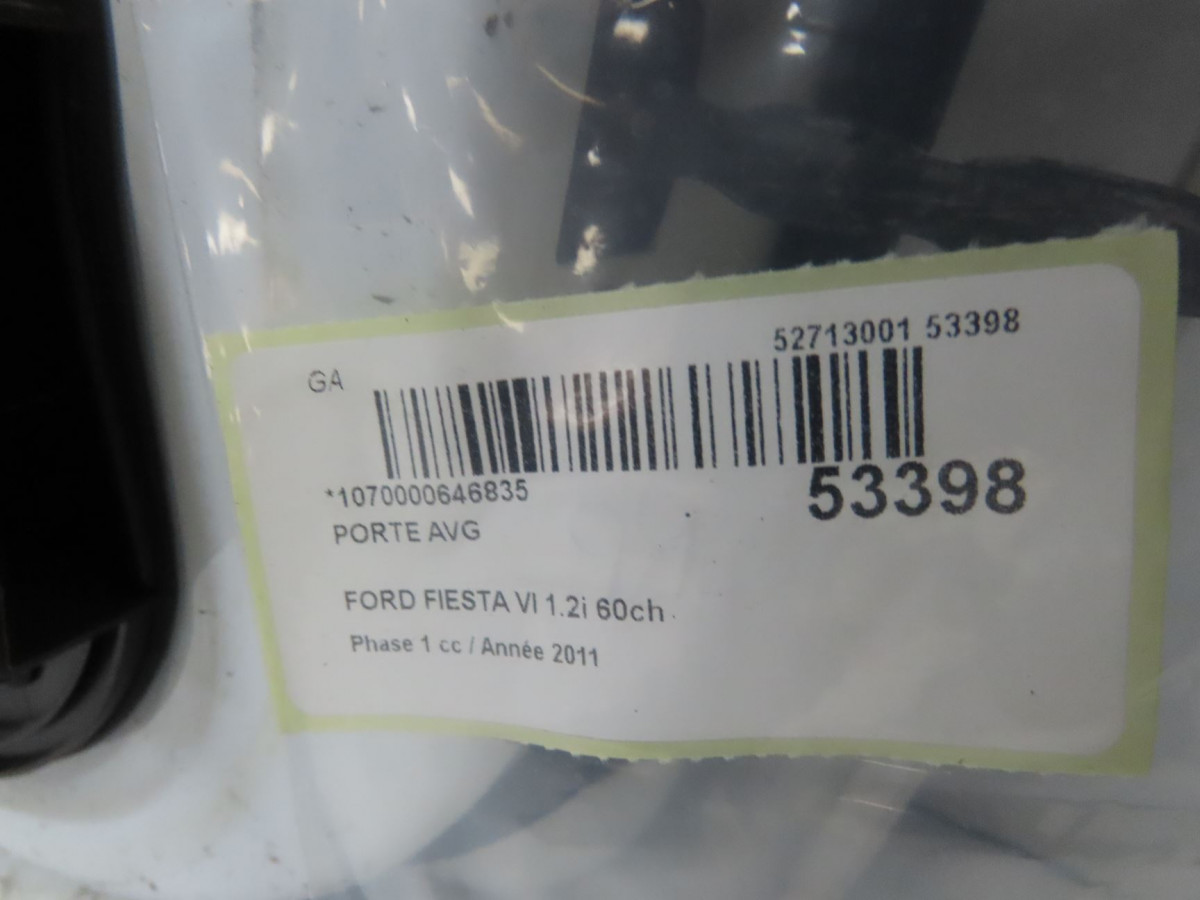 52713001 53398
GA
*1070000646835
53398
PORTE AVG
FORD FIESTA VI 1.2i 60ch
Phase 1 cc / Année 2011